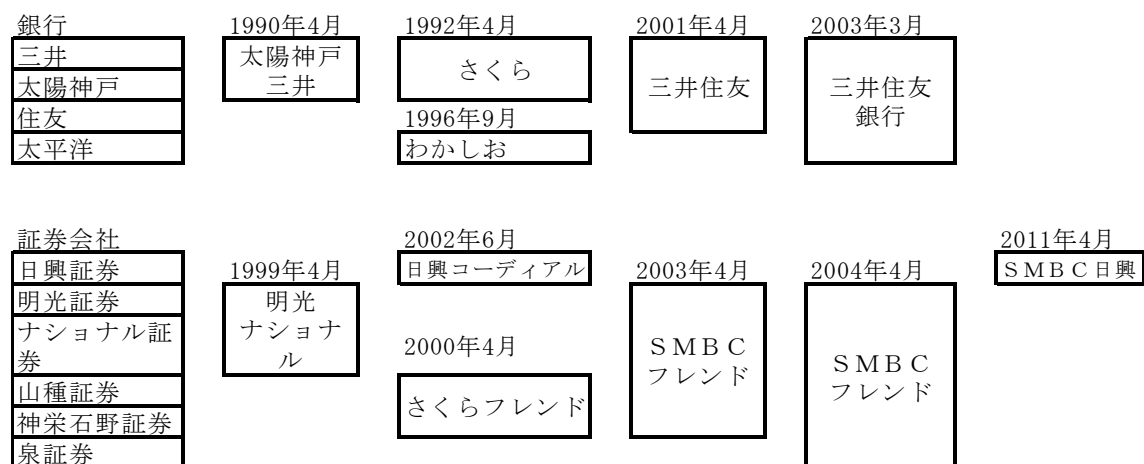 銀行 1990年4月 1992年4月 2001年4月 2003年3月
三井
太陽神戸
住友
太平洋
太陽神戸
三井
さくら
1996年9月
わかしお
三井住友
三井住友
銀行
証券会社
日興証券
明光証券
ナショナル証
券
山種証券
神栄石野証券
泉証券
1999年4月
明光
ナショナ
ル
2002年6月
日興コーディアル
2000年4月
さくらフレンド
2003年4月
ＳＭＢＣ
フレンド
2004年4月
ＳＭＢＣ
フレンド
2011年4月
ＳＭＢＣ日興